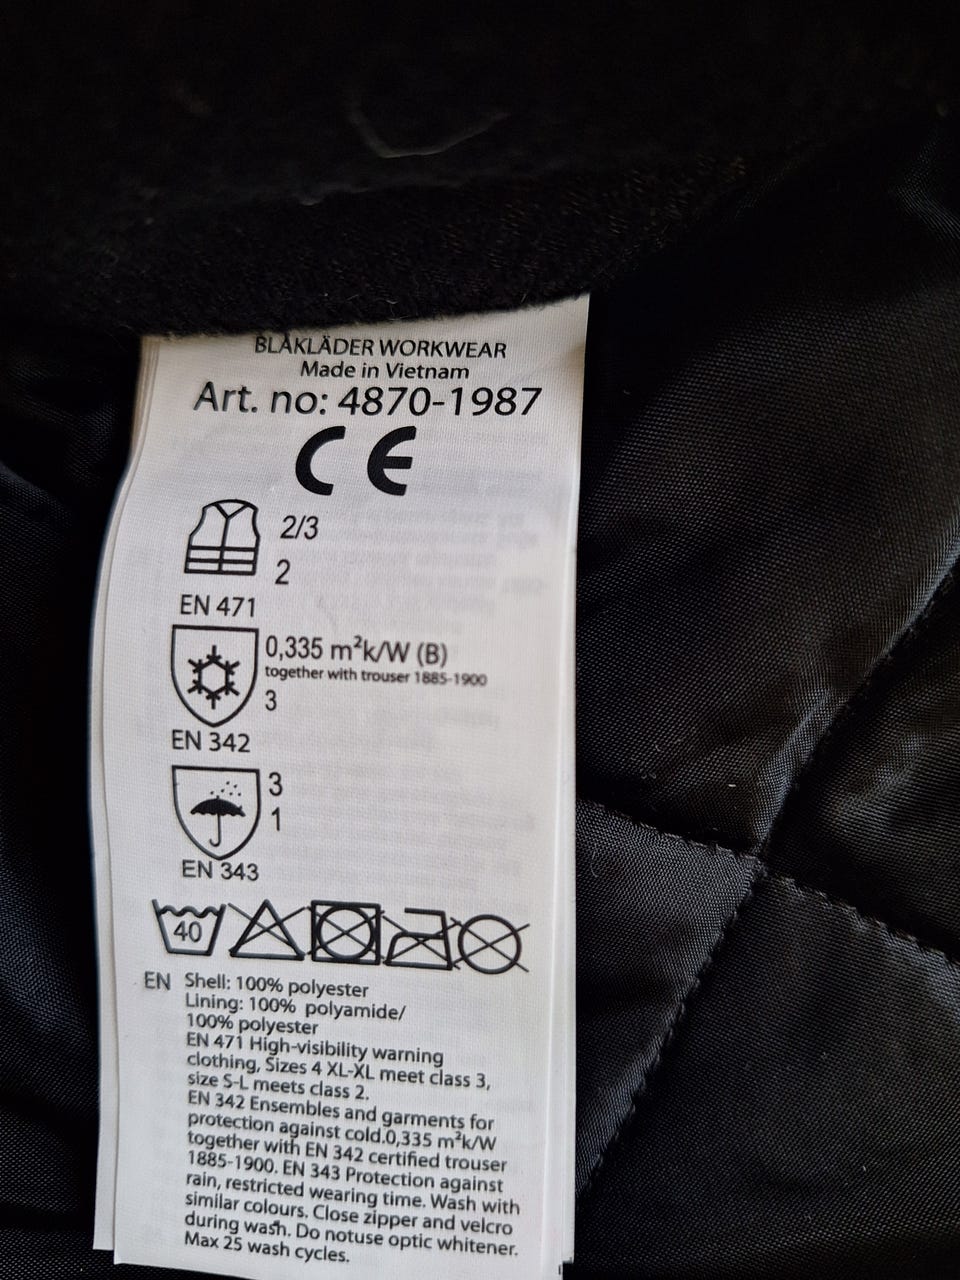 BLÅKLÄDER WORKWEAR
Made in Vietnam
Art. no: 4870-1987
CE
2/3
2
EN 471
0,335 m²k/W (B)
together with trouser 1885-1900
3
EN 342
3
1
EN 343
40
EN Shell: 100% polyester
Lining: 100% polyamide/
100% polyester
EN 471 High-visibility warning
clothing, Sizes 4 XL-XL meet class 3,
size S-L meets class 2.
EN 342 Ensembles and garments for
protection against cold.0,335 m²k/W
together with EN 342 certified trouser
1885-1900. EN 343 Protection against
rain, restricted wearing time. Wash with
similar colours. Close zipper and velcro
during wash. Do notuse optic whitener.
Max 25 wash cycles.